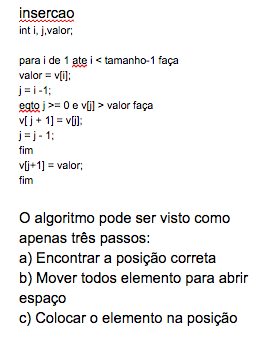 insercao
int i, j,valor;
para i de 1 ate i < tamanho-1 faça
valor = v[i];
j = i -1;
eqto j >= 0 e v[j] > valor faça
v[ j + 1] = v[j];
j = j - 1;
fim
v[j+1] = valor;
fim
O algoritmo pode ser visto como
apenas três passos:
a) Encontrar a posição correta
b) Mover todos elemento para abrir
espaço
c) Colocar o elemento na posição